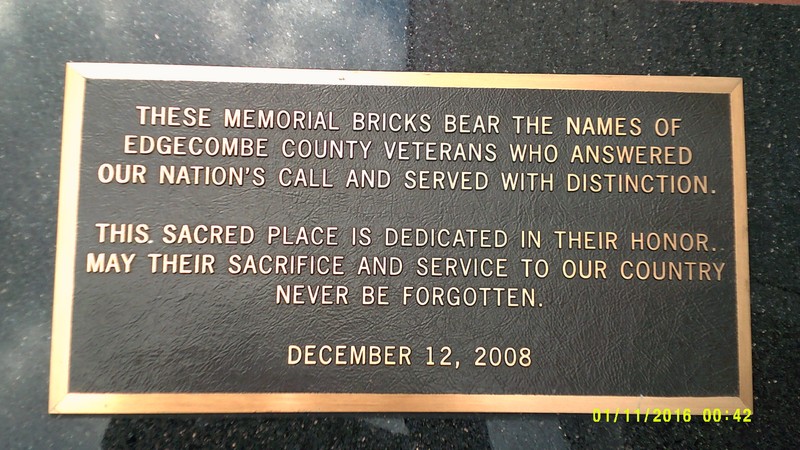 THESE MEMORIAL BRICKS BEAR THE NAMES OF
EDGECOMBE COUNTY VETERANS WHO ANSWERED
OUR NATION'S CALL AND SERVED WITH DISTINCTION.
THIS SACRED PLACE IS DEDICATED IN THEIR HONOR.
MAY THEIR SACRIFICE AND SERVICE TO OUR COUNTRY
NEVER BE FORGOTTEN.
DECEMBER 12, 2008
01/11/2016 00:42